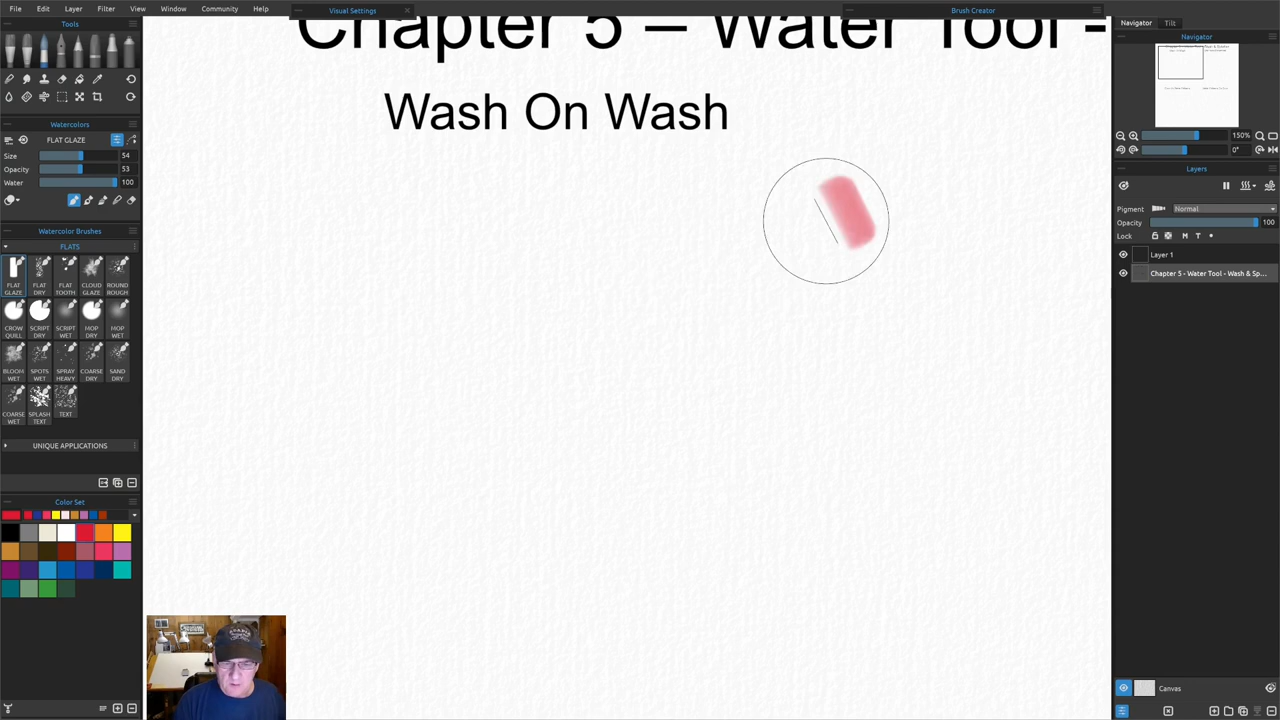 File Edit Layer Filter Reports View Window Community Help
Visual Settings
Brush Creator
Tools
Navigator Tilt
Navigator
Chapter 5 – Water Tool -
Wash On Wash
150%
0°
Watercolors
FLAT GLAZE
Size 54
Opacity 53
Water 100
Layers
Pigment Normal
Opacity 100
Lock M T
Layer 1
Chapter 5 - Water Tool - Wash & Sp...
Watercolor Brushes
FLATS
FLAT GLAZE
FLAT DRY
FLAT TOOTH
CLOUD GLAZE
ROUND ROUGH
CROW QUILL
SCRIPT DRY
SCRIPT WET
MOP DRY
MOP WET
BLOOM WET
SPOTS WET
SPRAY HEAVY
COARSE DRY
SAND DRY
COARSE WET
SPLASH TEXT
TEXT
UNIQUE APPLICATIONS
Color Set
Canvas